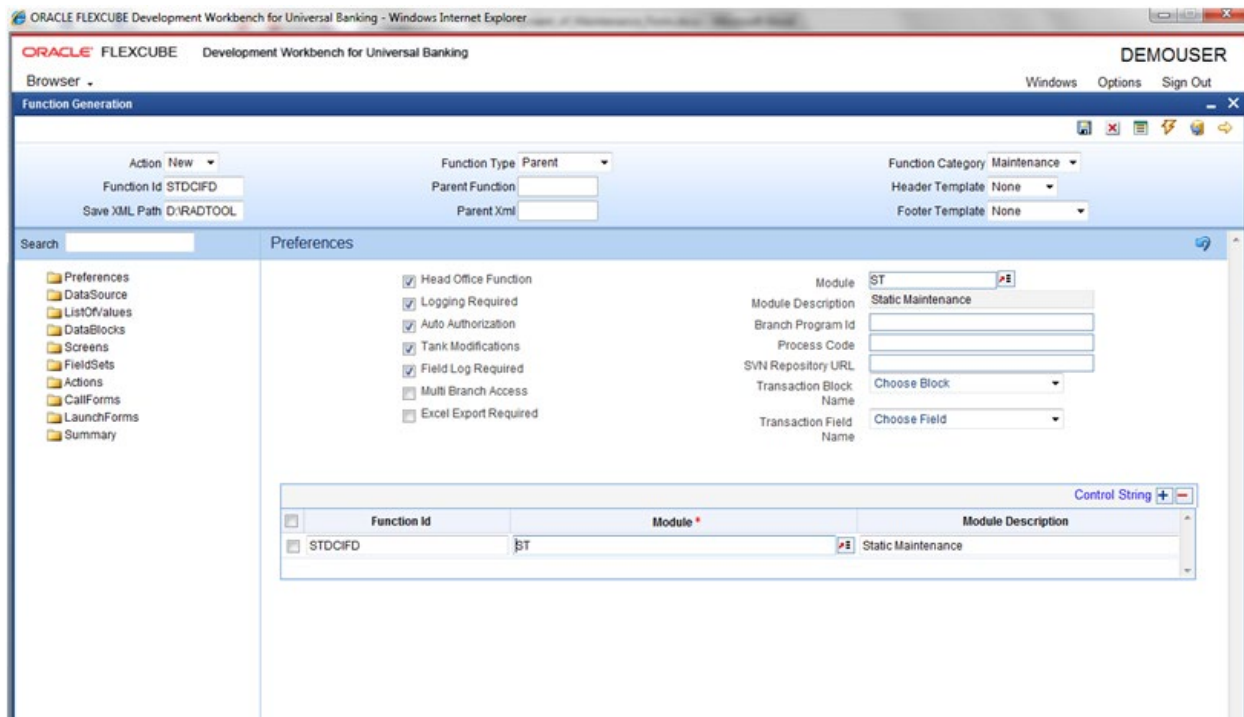 ORACLE FLEXCUBE Development Workbench for Universal Banking - Windows Internet Explorer
ORACLE FLEXCUBE Development Workbench for Universal Banking DEMOUSER
Browser Windows Options Sign Out
Function Generation
Action New Function Type Parent Function Category Maintenance
Function Id STDCIFD Parent Function Header Template None
Save XML Path D:\RADTOOL Parent Xml Footer Template None
Search Preferences
Preferences
DataSource
ListOfValues
DataBlocks
Screens
FieldSets
Actions
CallForms
LaunchForms
Summary
Head Office Function
Logging Required
Auto Authorization
Tank Modifications
Field Log Required
Multi Branch Access
Excel Export Required
Module ST
Module Description Static Maintenance
Branch Program Id
Process Code
SVN Repository URL
Transaction Block Choose Block
Name
Transaction Field Choose Field
Name
Control String
Function Id Module * Module Description
STDCIFD ST Static Maintenance